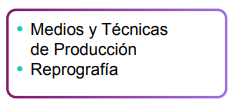 • Medios y Técnicas
de Producción
• Reprografía